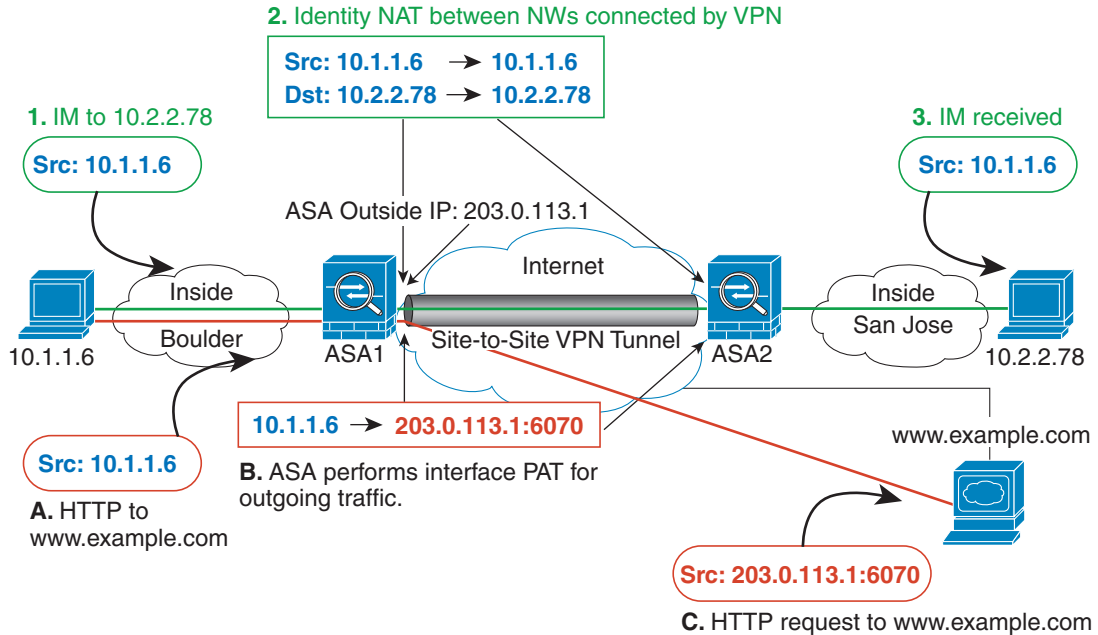 2. Identity NAT between NWs connected by VPN
Src: 10.1.1.6 → 10.1.1.6
Dst: 10.2.2.78 → 10.2.2.78
1. IM to 10.2.2.78
Src: 10.1.1.6
3. IM received
Src: 10.1.1.6
ASA Outside IP: 203.0.113.1
Internet
Inside
Boulder
10.1.1.6
ASA1
Site-to-Site VPN Tunnel
ASA2
Inside
San Jose
10.2.2.78
10.1.1.6 → 203.0.113.1:6070
B. ASA performs interface PAT for
outgoing traffic.
Src: 10.1.1.6
A. HTTP to
www.example.com
www.example.com
Src: 203.0.113.1:6070
C. HTTP request to www.example.com